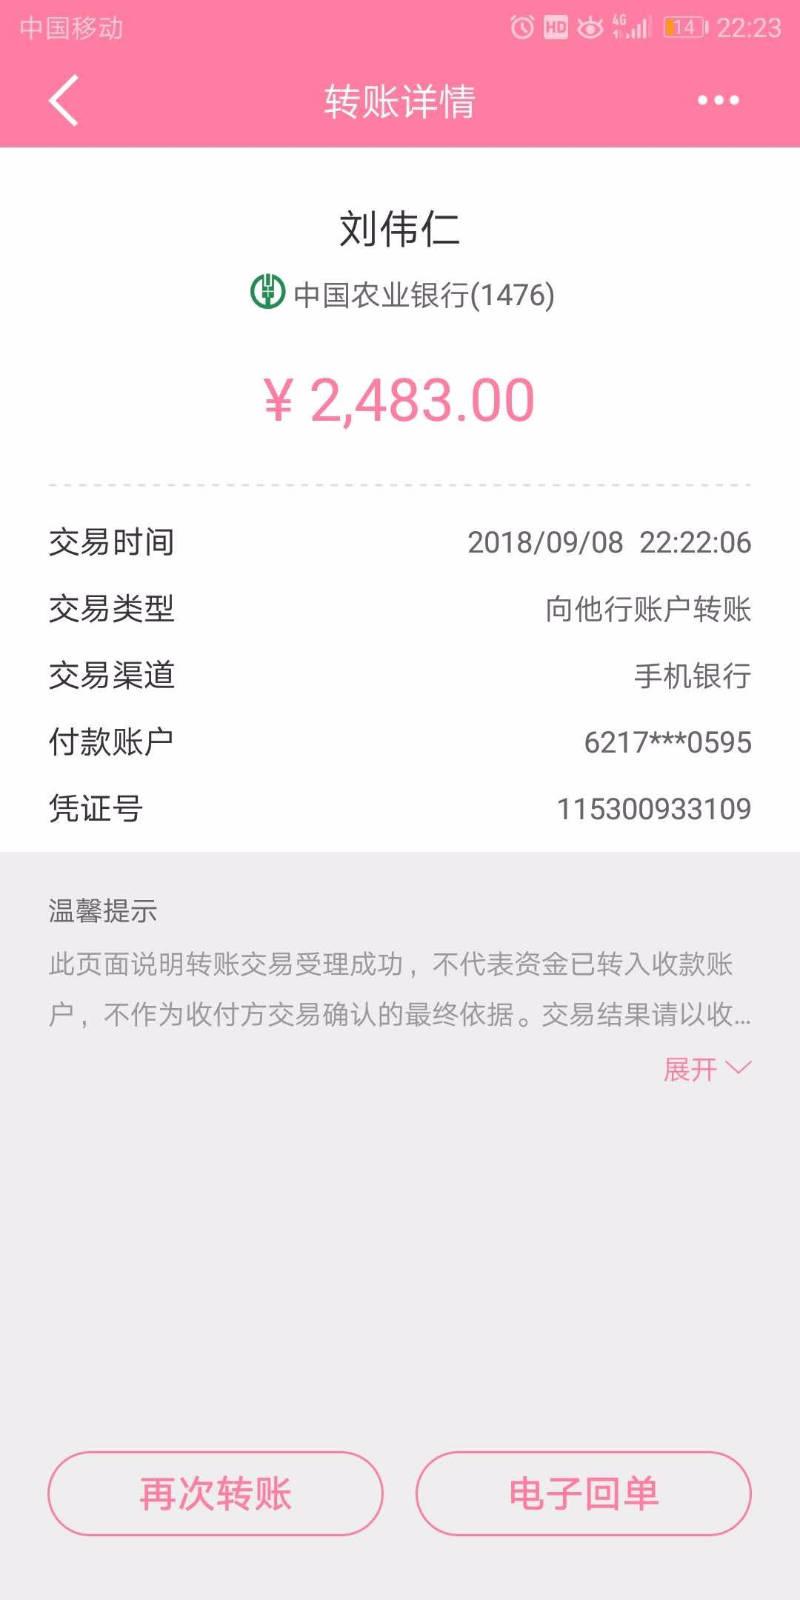 中国移动 HD 4G 14 22:23
转账详情
刘伟仁
中国农业银行(1476)
¥ 2,483.00
交易时间 2018/09/08 22:22:06
交易类型 向他行账户转账
交易渠道 手机银行
付款账户 6217***0595
凭证号 115300933109
温馨提示
此页面说明转账交易受理成功，不代表资金已转入收款账
户，不作为收付方交易确认的最终依据。交易结果请以收...
展开
再次转账 电子回单